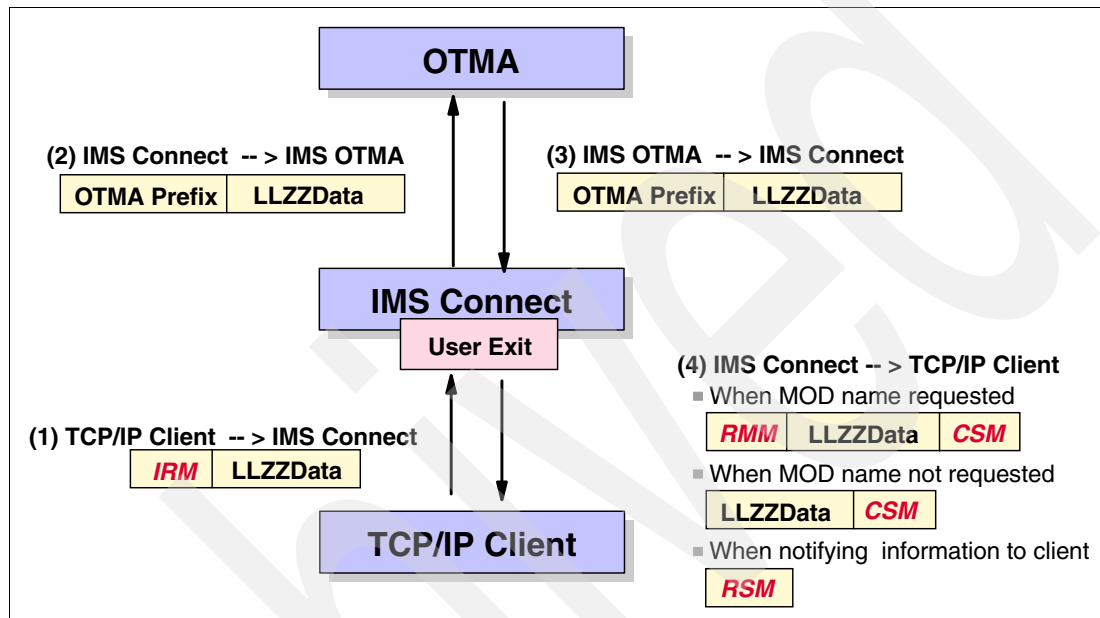 OTMA
(2) IMS Connect -- > IMS OTMA
OTMA Prefix LLZZData
(3) IMS OTMA -- > IMS Connect
OTMA Prefix LLZZData
IMS Connect
User Exit
(1) TCP/IP Client -- > IMS Connect
IRM LLZZData
TCP/IP Client
(4) IMS Connect -- > TCP/IP Client
When MOD name requested
RMM LLZZData CSM
When MOD name not requested
LLZZData CSM
When notifying information to client
RSM